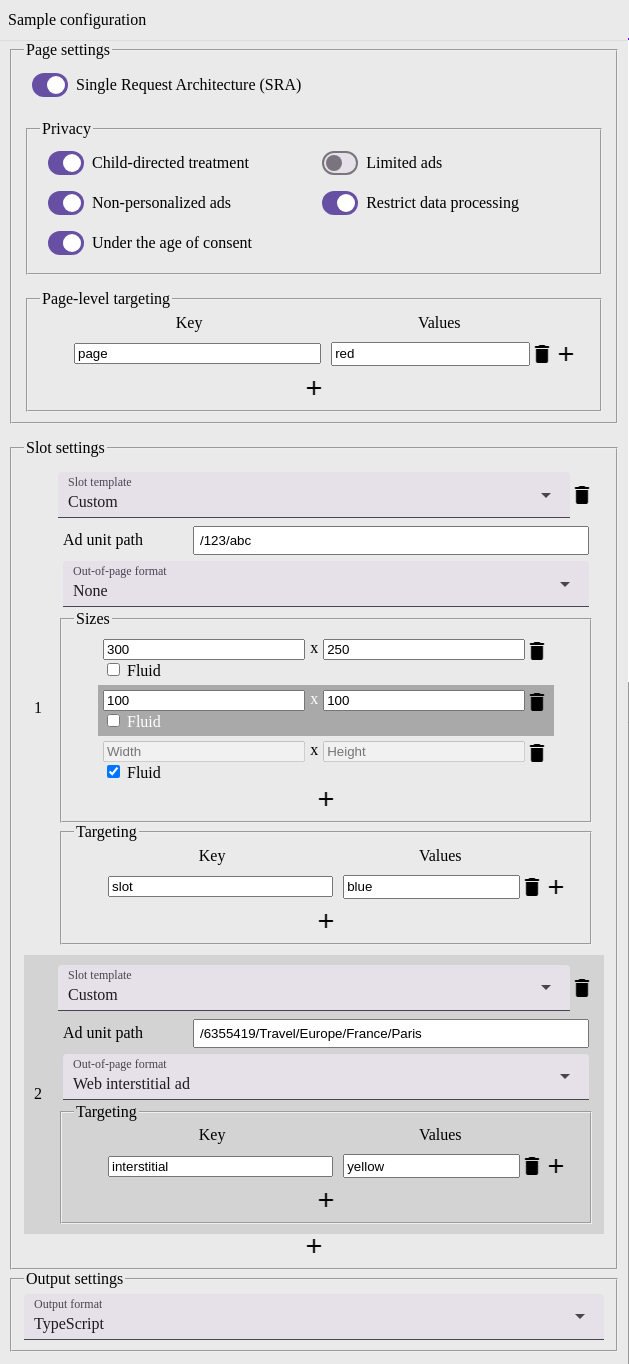 Sample configuration
Page settings
Single Request Architecture (SRA)
Privacy
Child-directed treatment
Limited ads
Non-personalized ads
Restrict data processing
Under the age of consent
Page-level targeting
Key Values
page red
Slot settings
1
Slot template
Custom
Ad unit path /123/abc
Out-of-page format
None
Sizes
300 x 250
Fluid
100 x 100
Fluid
Width x Height
Fluid
Targeting
Key Values
slot blue
2
Slot template
Custom
Ad unit path /6355419/Travel/Europe/France/Paris
Out-of-page format
Web interstitial ad
Targeting
Key Values
interstitial yellow
Output settings
Output format
TypeScript